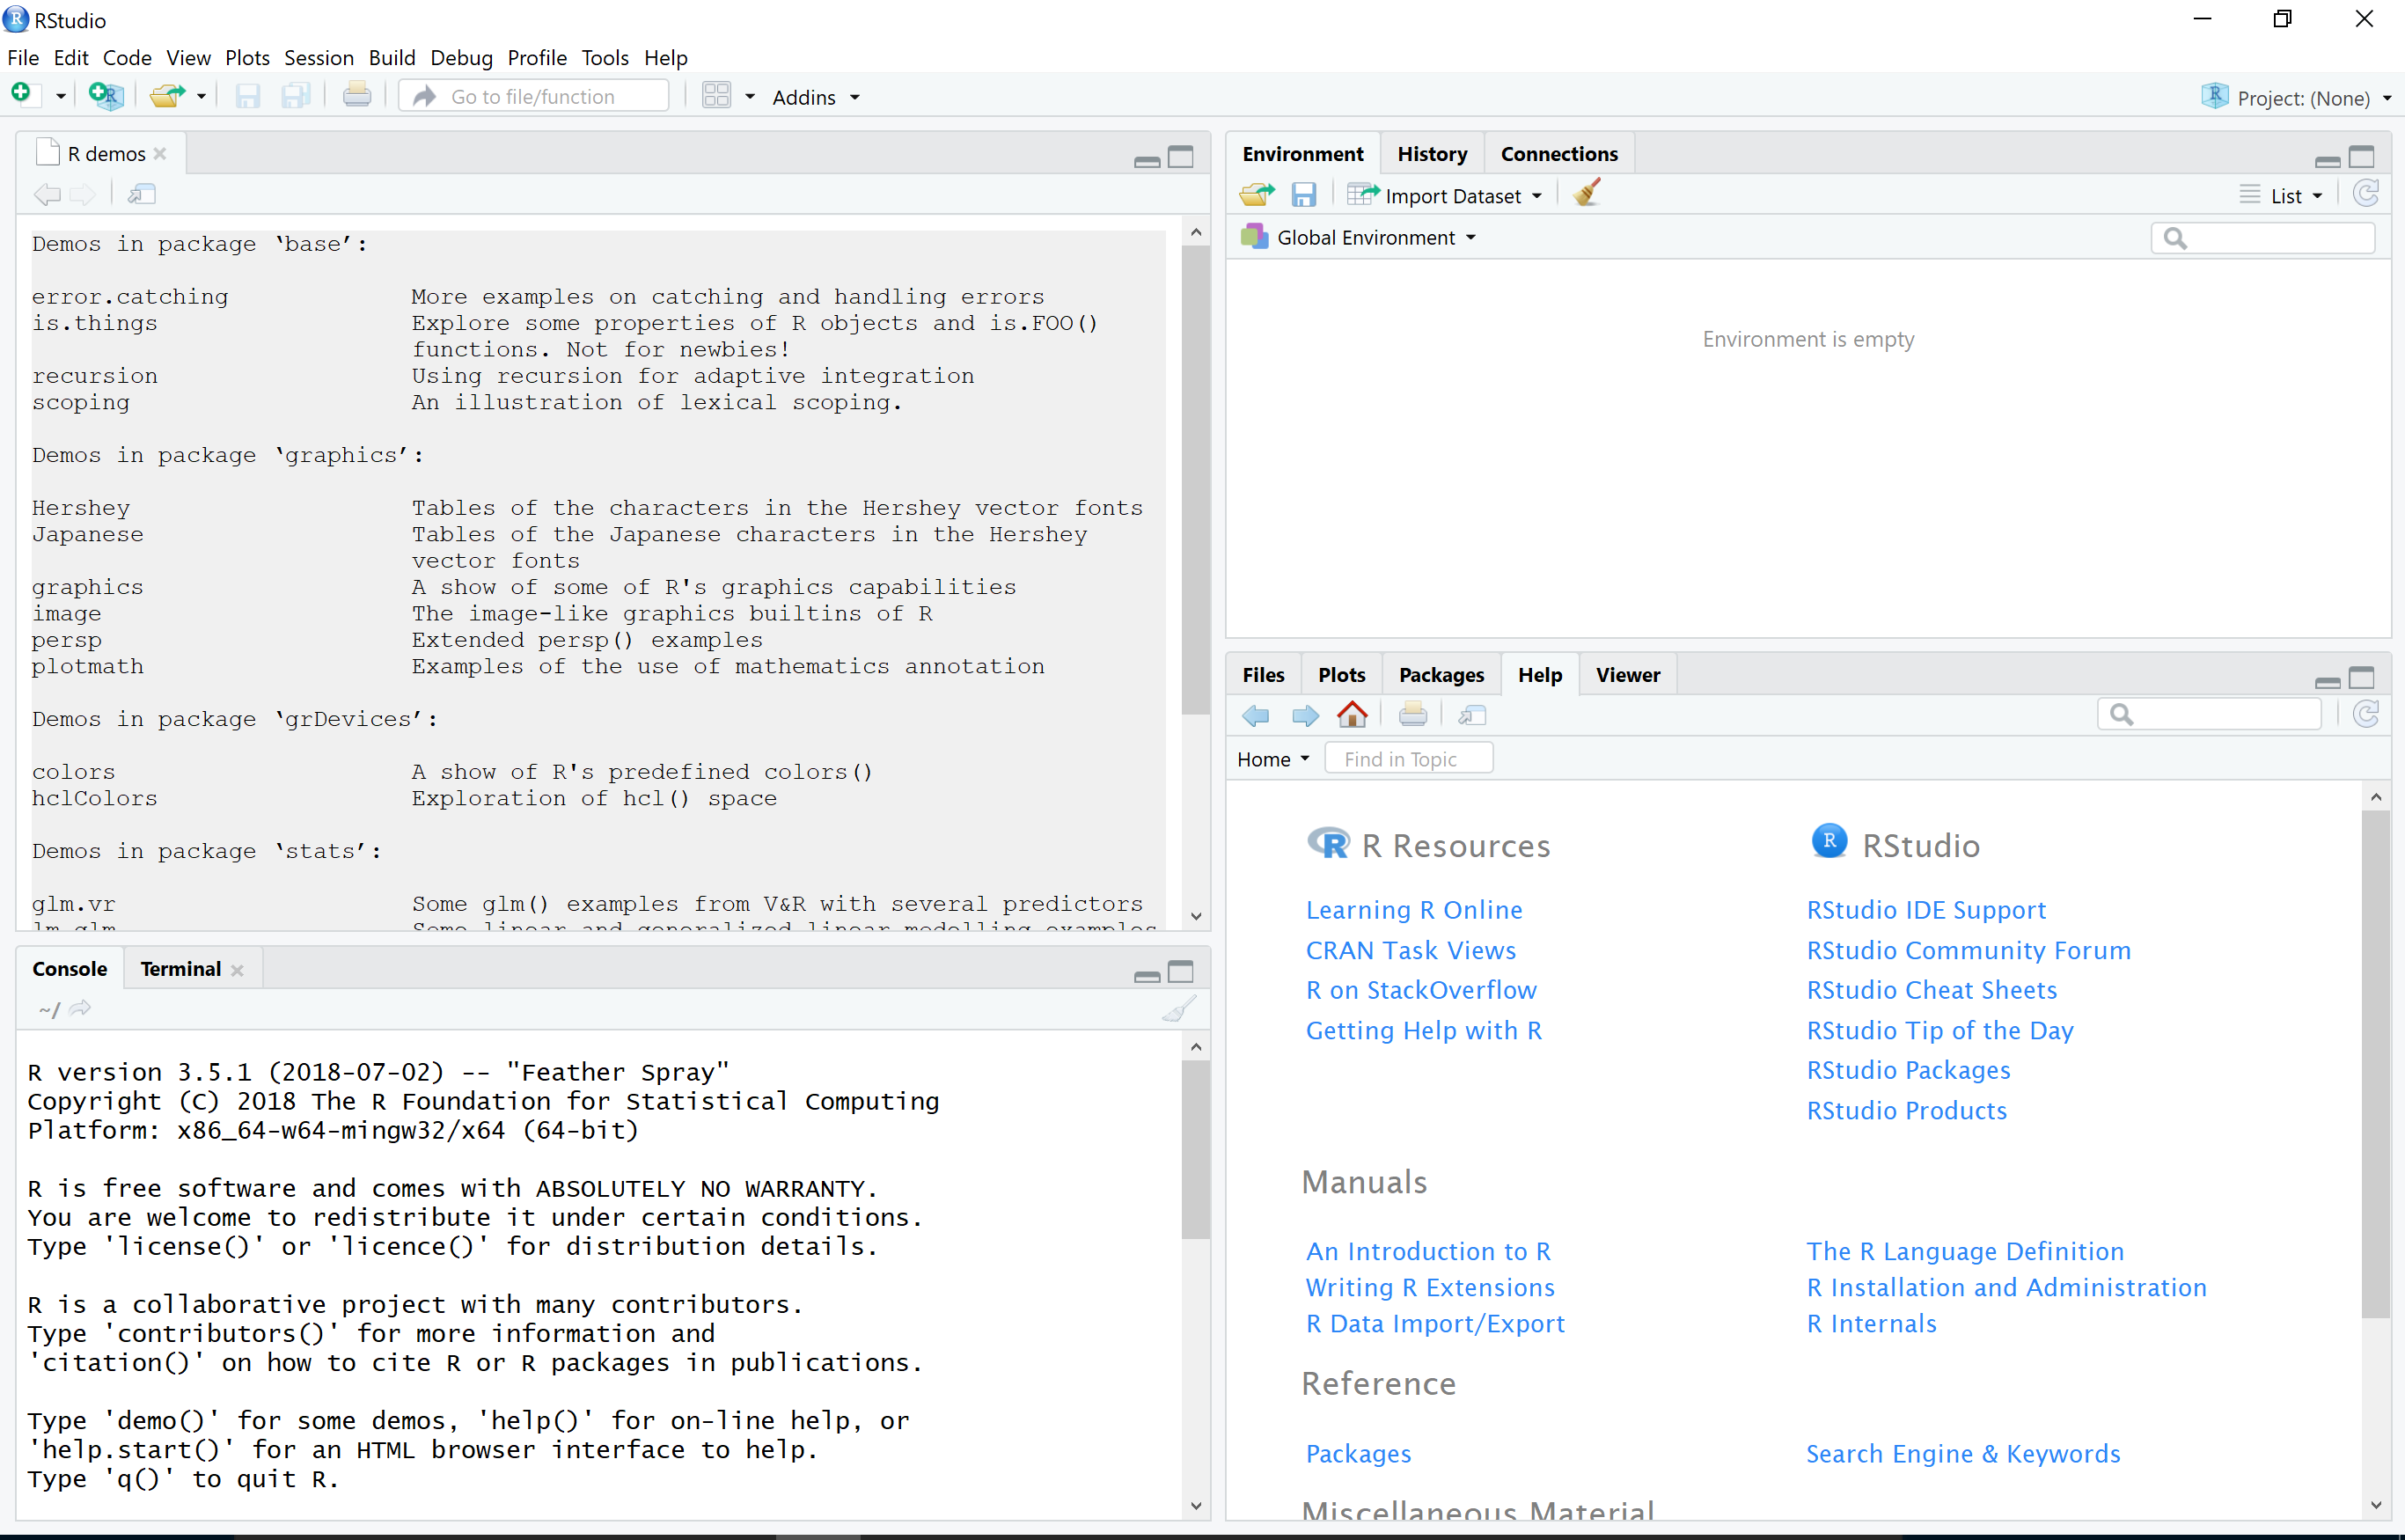 RStudio
File Edit Code View Plots Session Build Debug Profile Tools Help
Go to file/function
Addins
Project: (None)
R demos
Demos in package ‘base’:
error.catching More examples on catching and handling errors
is.things Explore some properties of R objects and is.FOO()
functions. Not for newbies!
recursion Using recursion for adaptive integration
scoping An illustration of lexical scoping.
Demos in package ‘graphics’:
Hershey Tables of the characters in the Hershey vector fonts
Japanese Tables of the Japanese characters in the Hershey
vector fonts
graphics A show of some of R's graphics capabilities
image The image-like graphics builtins of R
persp Extended persp() examples
plotmath Examples of the use of mathematics annotation
Demos in package ‘grDevices’:
colors A show of R's predefined colors()
hclColors Exploration of hcl() space
Demos in package ‘stats’:
glm.vr Some glm() examples from V&R with several predictors
lm.glm Some linear and generalized linear modelling examples
Console Terminal
~/
R version 3.5.1 (2018-07-02) -- "Feather Spray"
Copyright (C) 2018 The R Foundation for Statistical Computing
Platform: x86_64-w64-mingw32/x64 (64-bit)
R is free software and comes with ABSOLUTELY NO WARRANTY.
You are welcome to redistribute it under certain conditions.
Type 'license()' or 'licence()' for distribution details.
R is a collaborative project with many contributors.
Type 'contributors()' for more information and
'citation()' on how to cite R or R packages in publications.
Type 'demo()' for some demos, 'help()' for on-line help, or
'help.start()' for an HTML browser interface to help.
Type 'q()' to quit R.
Environment History Connections
Import Dataset
List
Global Environment
Environment is empty
Files Plots Packages Help Viewer
Home Find in Topic
R Resources
Learning R Online
CRAN Task Views
R on StackOverflow
Getting Help with R
RStudio
RStudio IDE Support
RStudio Community Forum
RStudio Cheat Sheets
RStudio Tip of the Day
RStudio Packages
RStudio Products
Manuals
An Introduction to R
Writing R Extensions
R Data Import/Export
The R Language Definition
R Installation and Administration
R Internals
Reference
Packages
Search Engine & Keywords
Miscellaneous Material